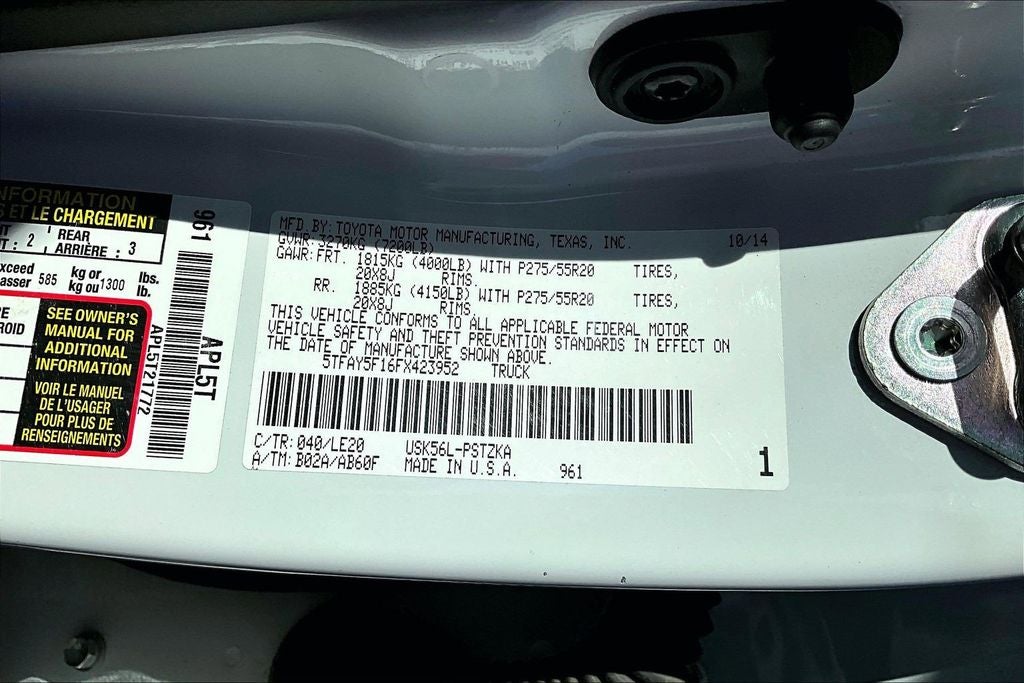 INFORMATION
ET LE CHARGEMENT
: 2 REAR ARRIÈRE : 3
exceed 585 kg or 1300 lbs.
kg ou lb.
SEE OWNER'S
MANUAL FOR
ADDITIONAL
INFORMATION
VOIR LE MANUEL
DE L'USAGER
POUR PLUS DE
RENSEIGNEMENTS
961
APL5T21772
APL5T
MFD BY: TOYOTA MOTOR MANUFACTURING, TEXAS, INC. 10/14
GVWR: 3270KG (7200LB)
GAWR: FRT. 1815KG (4000LB) WITH P275/55R20 TIRES,
20X8J RIMS.
RR. 1885KG (4150LB) WITH P275/55R20 TIRES,
20X8J RIMS.
THIS VEHICLE CONFORMS TO ALL APPLICABLE FEDERAL MOTOR
VEHICLE SAFETY AND THEFT PREVENTION STANDARDS IN EFFECT ON
THE DATE OF MANUFACTURE SHOWN ABOVE.
5TFAY5F16FX423952 TRUCK
C/TR: 040/LE20 USK56L-PSTZKA
A/TM: B02A/AB60F MADE IN U.S.A. 961
1